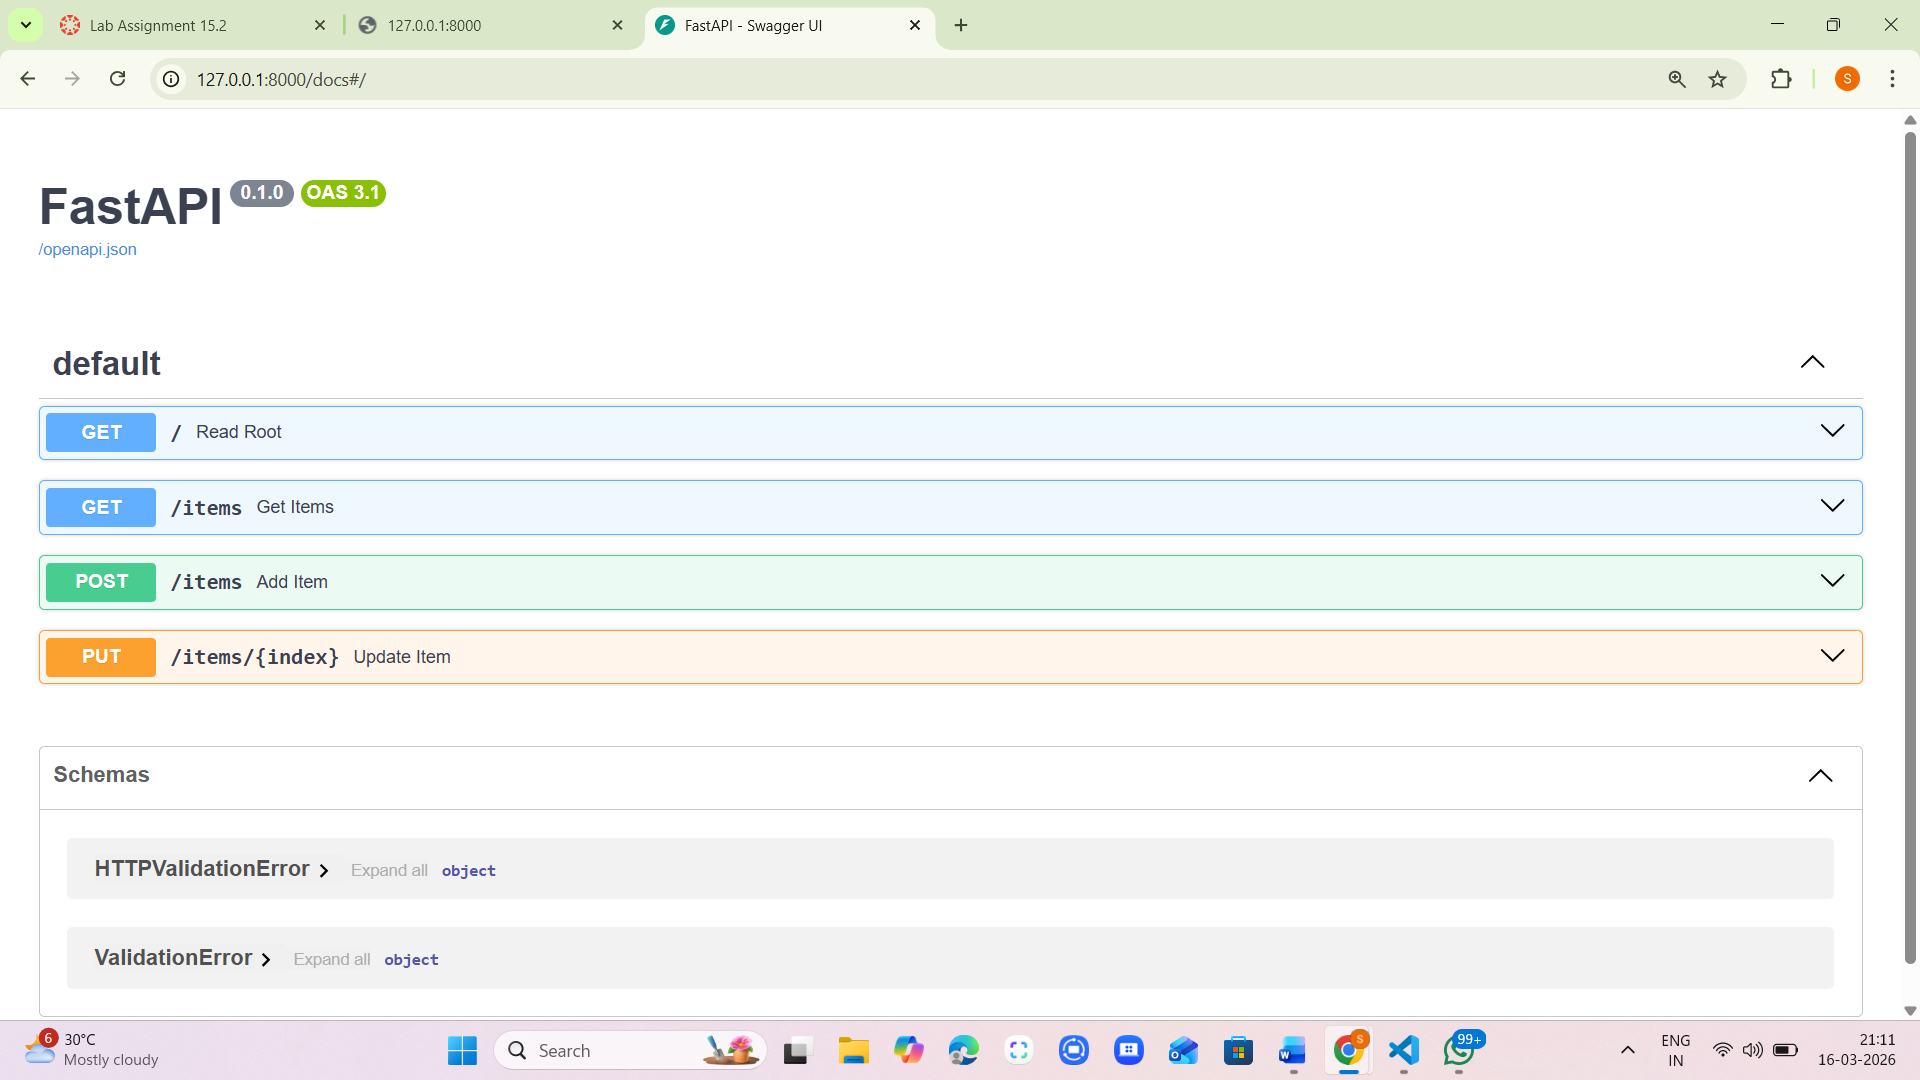 Lab Assignment 15.2
127.0.0.1:8000
FastAPI - Swagger UI
127.0.0.1:8000/docs#/
S
FastAPI 0.1.0 OAS 3.1
/openapi.json
default
GET / Read Root
GET /items Get Items
POST /items Add Item
PUT /items/{index} Update Item
Schemas
HTTPValidationError Expand all object
ValidationError Expand all object
6
30°C
Mostly cloudy
Search
S
99+
ENG
IN
21:11
16-03-2026